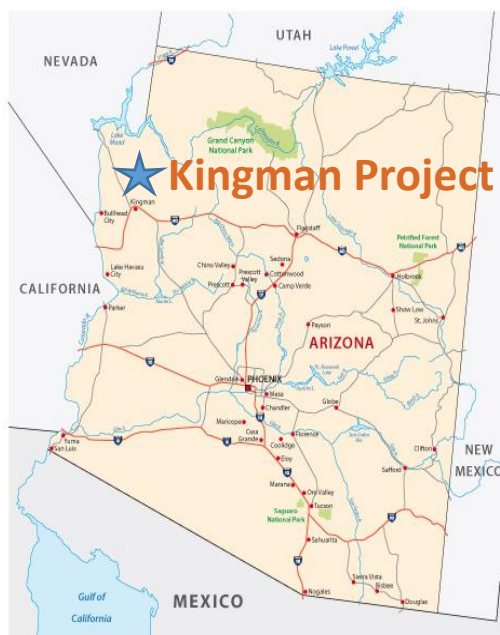 UTAH
Lake Powell
NEVADA
Lake
Mead
Grand Canyon
National Park
Colorado R.
Kingman Project
Kingman
Bullhead
City
Flagstaff
Petrified Forest
National Park
Sedona
Chino Valley
Cottonwood
Prescott
Valley
Holbrook
Lake Havasu
City
Prescott
Camp Verde
CALIFORNIA
Parker
Show Low
St. Johns
Payson
Colorado R.
ARIZONA
Glendale
PHOENIX
Mesa
Chandler
Globe
Maricopa
Casa
Grande
Florence
Coolidge
Clifton
NEW
MEXICO
Yuma
San Luis
Eloy
Safford
Marana
Oro Valley
Saguaro
National Park
Tucson
Sahuarita
Gulf of
California
MEXICO
Sierra Vista
Bisbee
Nogales
Douglas